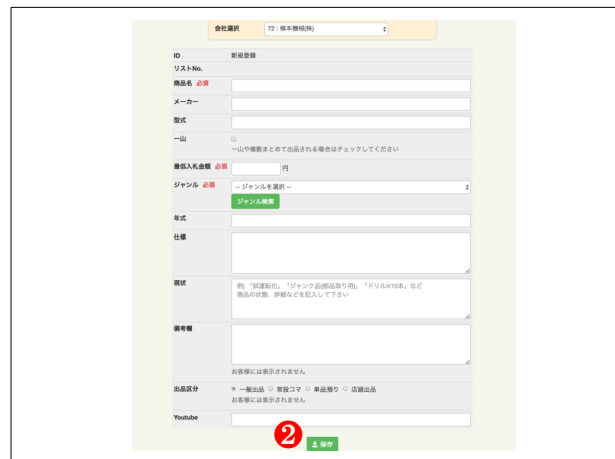 会社選択 72 : 榛本機械(株)
ID 新規登録
リストNo.
商品名 必須
メーカー
型式
一山
一山や複数まとめて出品される場合はチェックしてください
最低入札金額 必須 円
ジャンル 必須 -- ジャンルを選択 --
ジャンル検索
年式
仕様
現状 例) 「試運転化」「ジャンク品(部品取り用)」「ドリルX10本」など
商品の状態、詳細などを記入して下さい
備考欄
お客様には表示されません
出品区分 一般出品 常設コマ 単品預り 店舗出品
お客様には表示されません
Youtube
2 保存